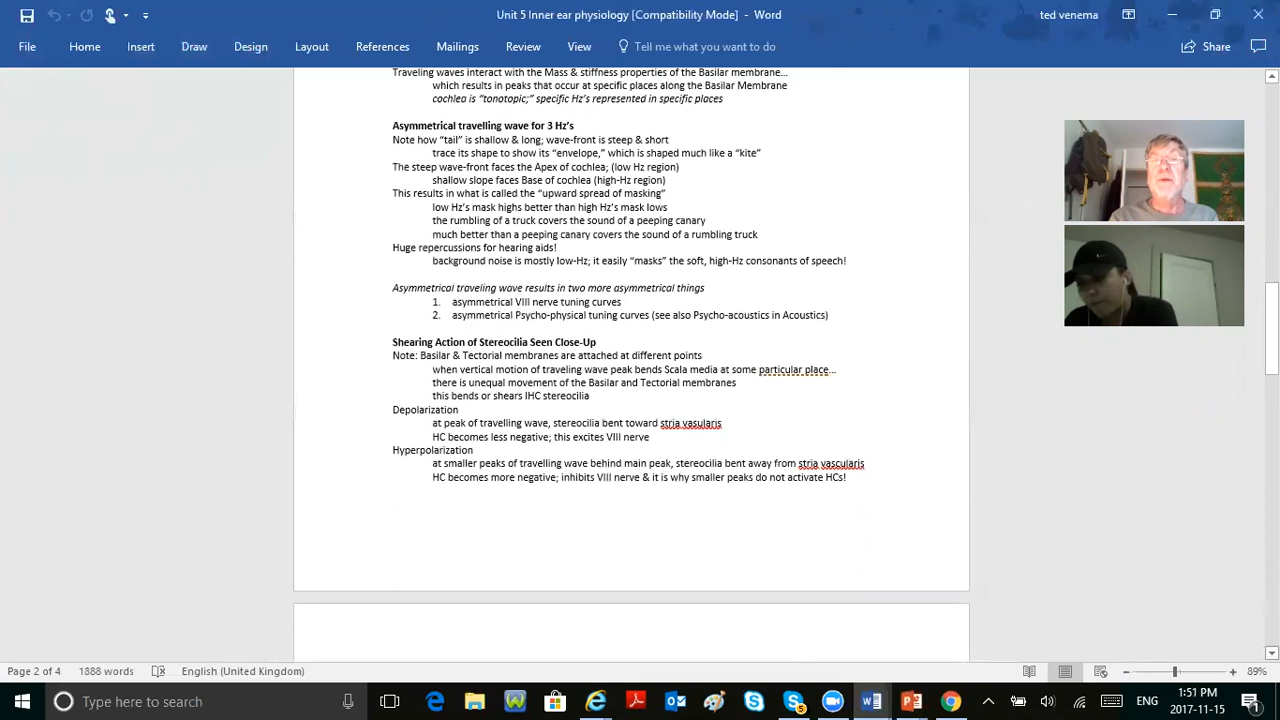 Unit 5 Inner ear physiology [Compatibility Mode] - Word
ted venema
File Home Insert Draw Design Layout References Mailings Review View Tell me what you want to do Share
Traveling waves interact with the Mass & stiffness properties of the Basilar membrane…
which results in peaks that occur at specific places along the Basilar Membrane
cochlea is “tonotopic;” specific Hz’s represented in specific places
Asymmetrical travelling wave for 3 Hz’s
Note how “tail” is shallow & long; wave-front is steep & short
trace its shape to show its “envelope,” which is shaped much like a “kite”
The steep wave-front faces the Apex of cochlea; (low Hz region)
shallow slope faces Base of cochlea (high-Hz region)
This results in what is called the “upward spread of masking”
low Hz’s mask highs better than high Hz’s mask lows
the rumbling of a truck covers the sound of a peeping canary
much better than a peeping canary covers the sound of a rumbling truck
Huge repercussions for hearing aids!
background noise is mostly low-Hz; it easily “masks” the soft, high-Hz consonants of speech!
Asymmetrical traveling wave results in two more asymmetrical things
1. asymmetrical VIII nerve tuning curves
2. asymmetrical Psycho-physical tuning curves (see also Psycho-acoustics in Acoustics)
Shearing Action of Stereocilia Seen Close-Up
Note: Basilar & Tectorial membranes are attached at different points
when vertical motion of traveling wave peak bends Scala media at some particular place…
there is unequal movement of the Basilar and Tectorial membranes
this bends or shears IHC stereocilia
Depolarization
at peak of travelling wave, stereocilia bent toward stria vasularis
HC becomes less negative; this excites VIII nerve
Hyperpolarization
at smaller peaks of travelling wave behind main peak, stereocilia bent away from stria vascularis
HC becomes more negative; inhibits VIII nerve & it is why smaller peaks do not activate HCs!
Page 2 of 4 1888 words English (United Kingdom) 89%
Type here to search
ENG
1:51 PM
2017-11-15